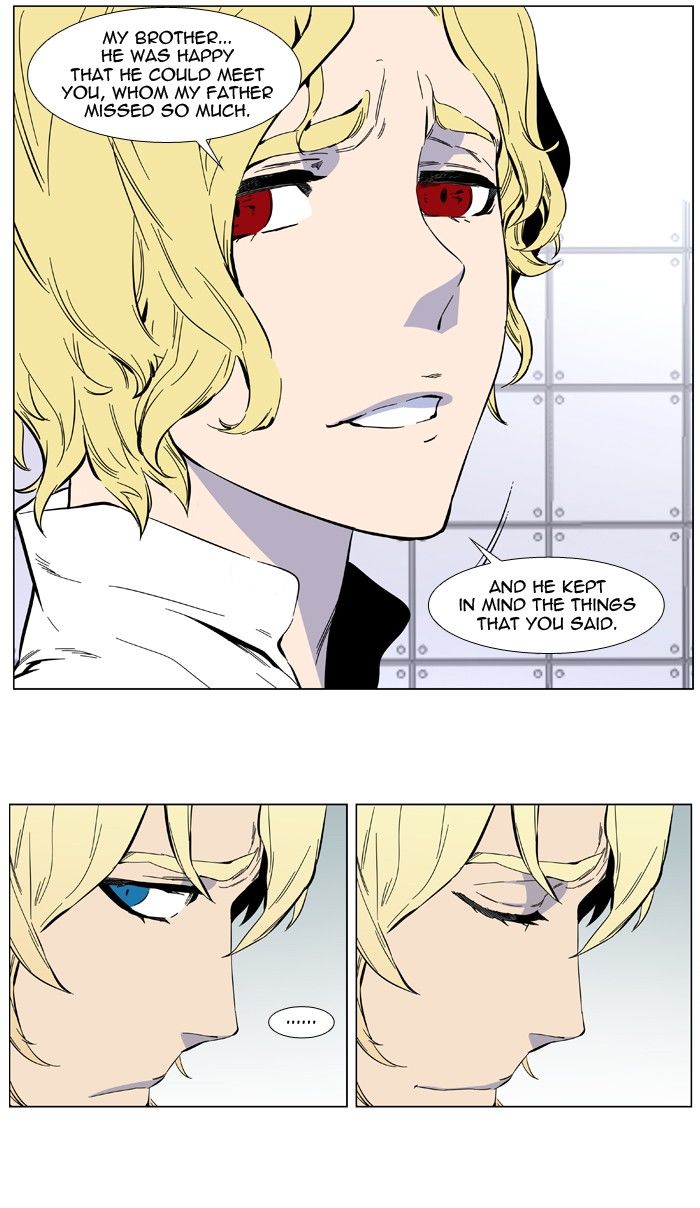 MY BROTHER...
HE WAS HAPPY
THAT HE COULD MEET
YOU, WHOM MY FATHER
MISSED SO MUCH.
AND HE KEPT
IN MIND THE THINGS
THAT YOU SAID.
......